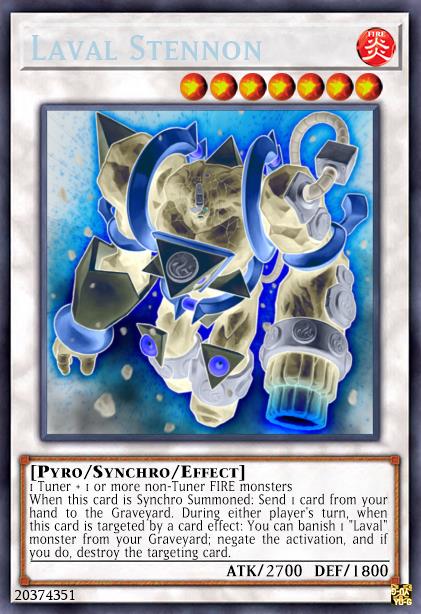 LAVAL STENNON
FIRE
炎
[PYRO/SYNCHRO/EFFECT]
1 Tuner + 1 or more non-Tuner FIRE monsters
When this card is Synchro Summoned: Send 1 card from your
hand to the Graveyard. During either player's turn, when
this card is targeted by a card effect: You can banish 1 "Laval"
monster from your Graveyard; negate the activation, and if
you do, destroy the targeting card.
ATK/2700 DEF/1800
20374351